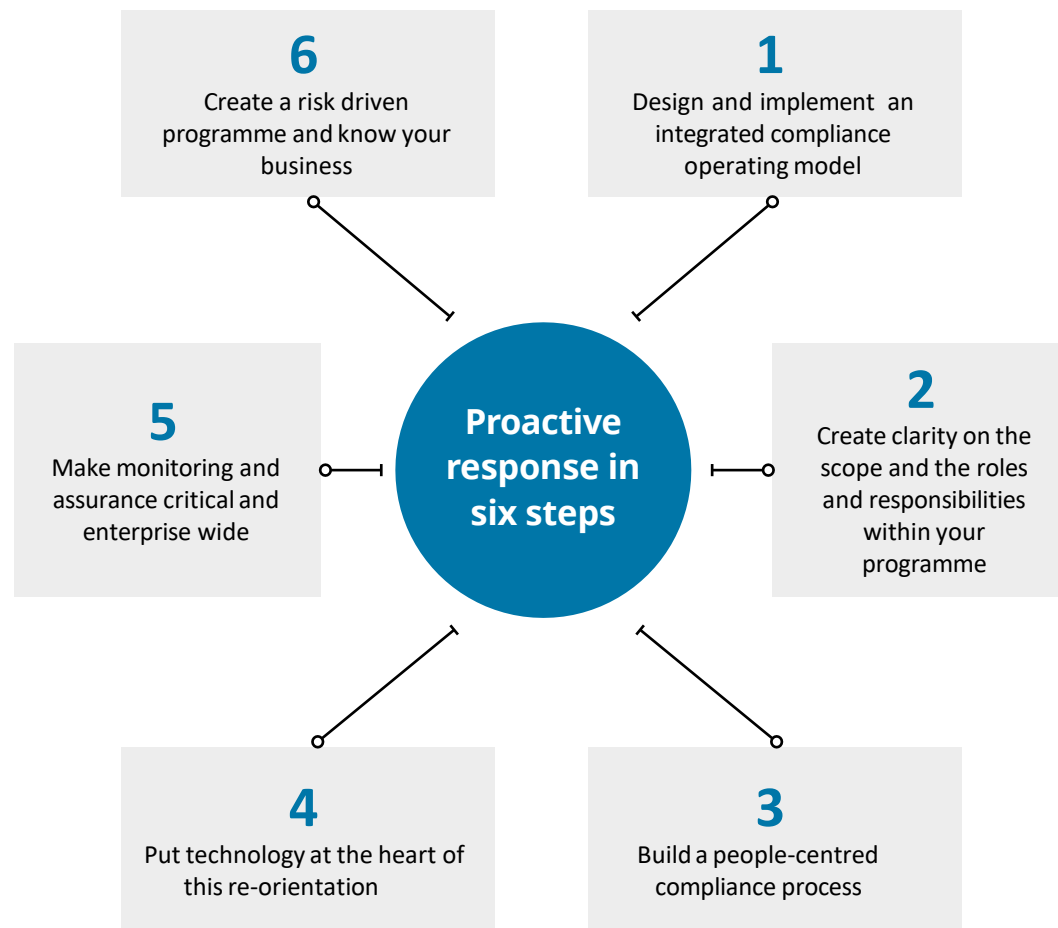 6
Create a risk driven
programme and know your
business
1
Design and implement an
integrated compliance
operating model
Proactive
response in
six steps
5
Make monitoring and
assurance critical and
enterprise wide
2
Create clarity on the
scope and the roles
and responsibilities
within your
programme
4
Put technology at the heart of
this re-orientation
3
Build a people-centred
compliance process